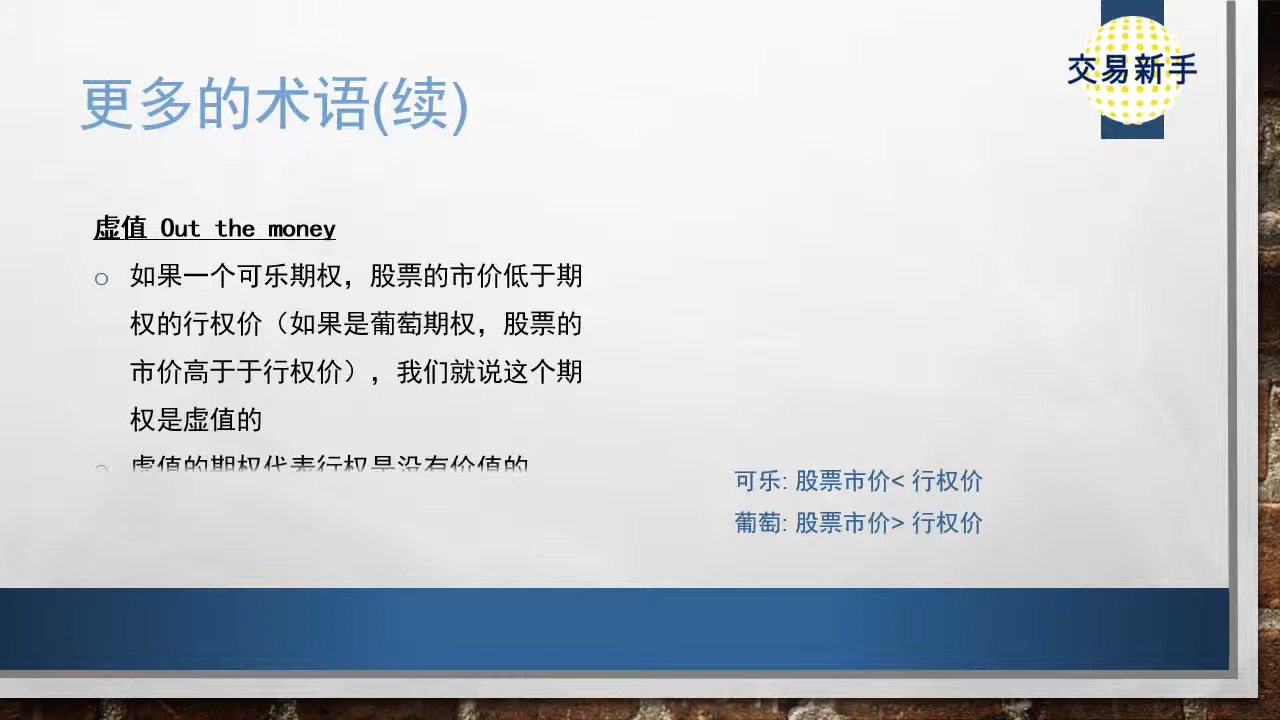 更多的术语(续)
交易新手
虚值 Out the money
如果一个可乐期权，股票的市价低于期
权的行权价（如果是葡萄期权，股票的
市价高于于行权价），我们就说这个期
权是虚值的
虚值的期权代表行权是没有价值的
可乐: 股票市价< 行权价
葡萄: 股票市价> 行权价